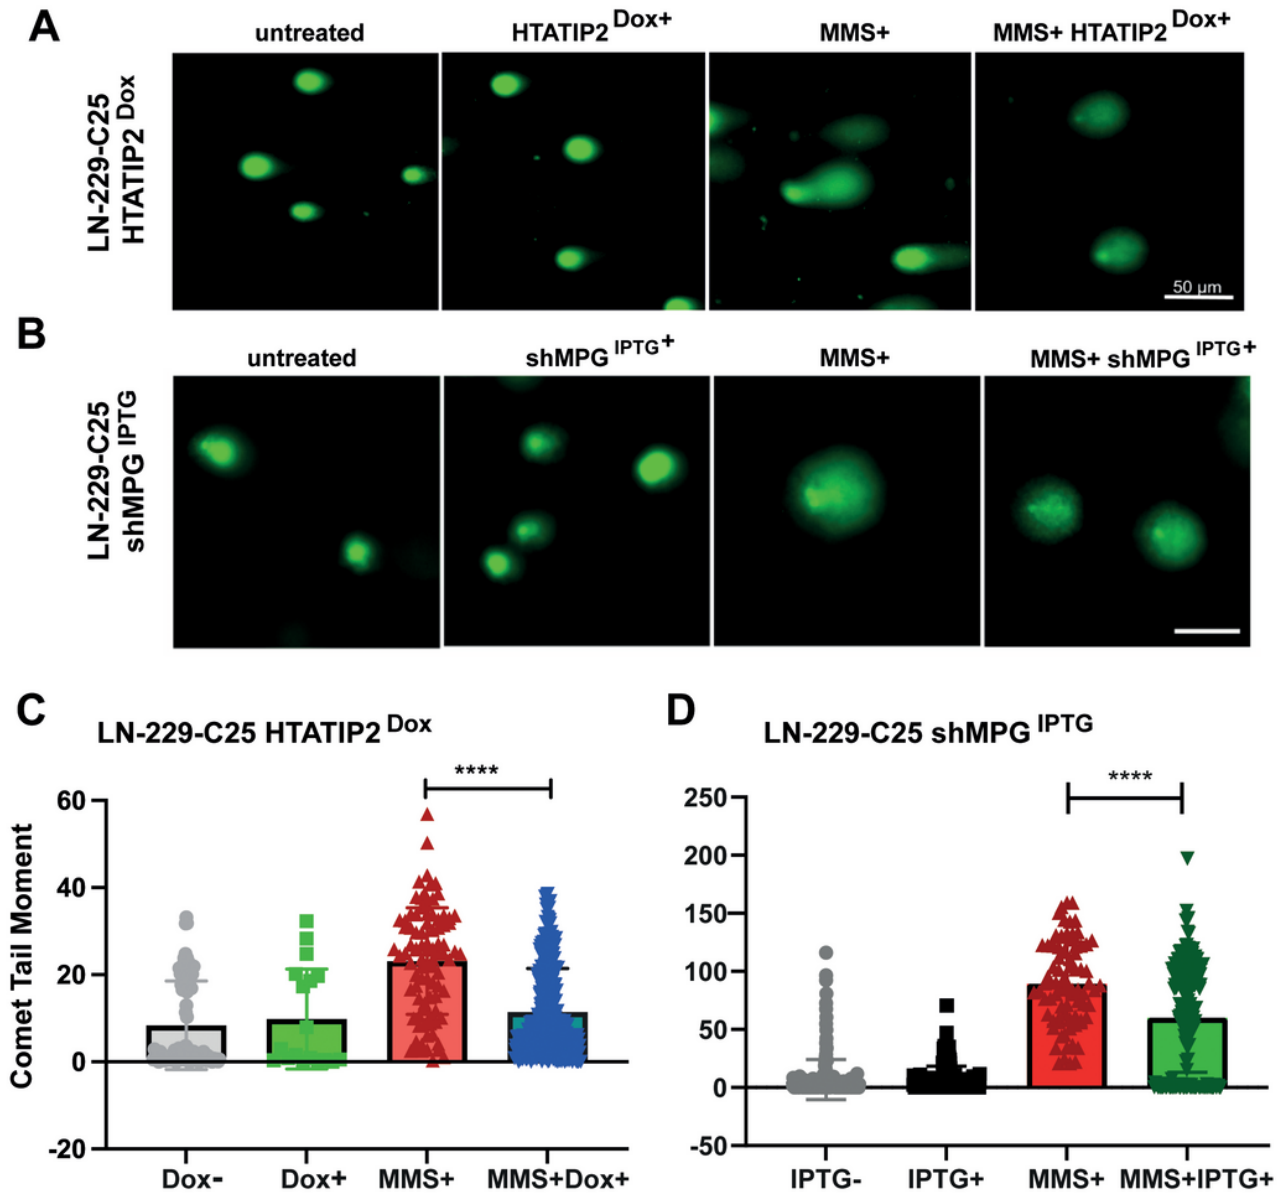 A
untreated
HTATIP2 Dox+
MMS+
MMS+ HTATIP2 Dox+
LN-229-C25
HTATIP2 Dox
50 µm
B
untreated
shMPG IPTG+
MMS+
MMS+ shMPG IPTG+
LN-229-C25
shMPG IPTG
C
LN-229-C25 HTATIP2 Dox
****
Comet Tail Moment
60
40
20
0
-20
Dox-
Dox+
MMS+
MMS+Dox+
D
LN-229-C25 shMPG IPTG
****
250
200
150
100
50
0
-50
IPTG-
IPTG+
MMS+
MMS+IPTG+